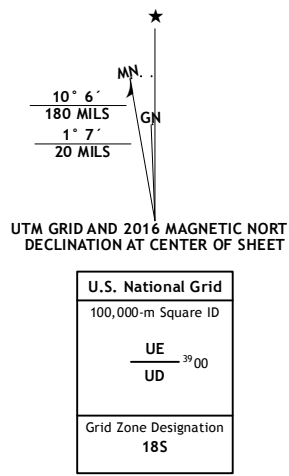 ★
MN
10° 6´
180 MILS
GN
1° 7´
20 MILS
UTM GRID AND 2016 MAGNETIC NORT
DECLINATION AT CENTER OF SHEET
U.S. National Grid
100,000-m Square ID
UE
39 00
UD
Grid Zone Designation
18S